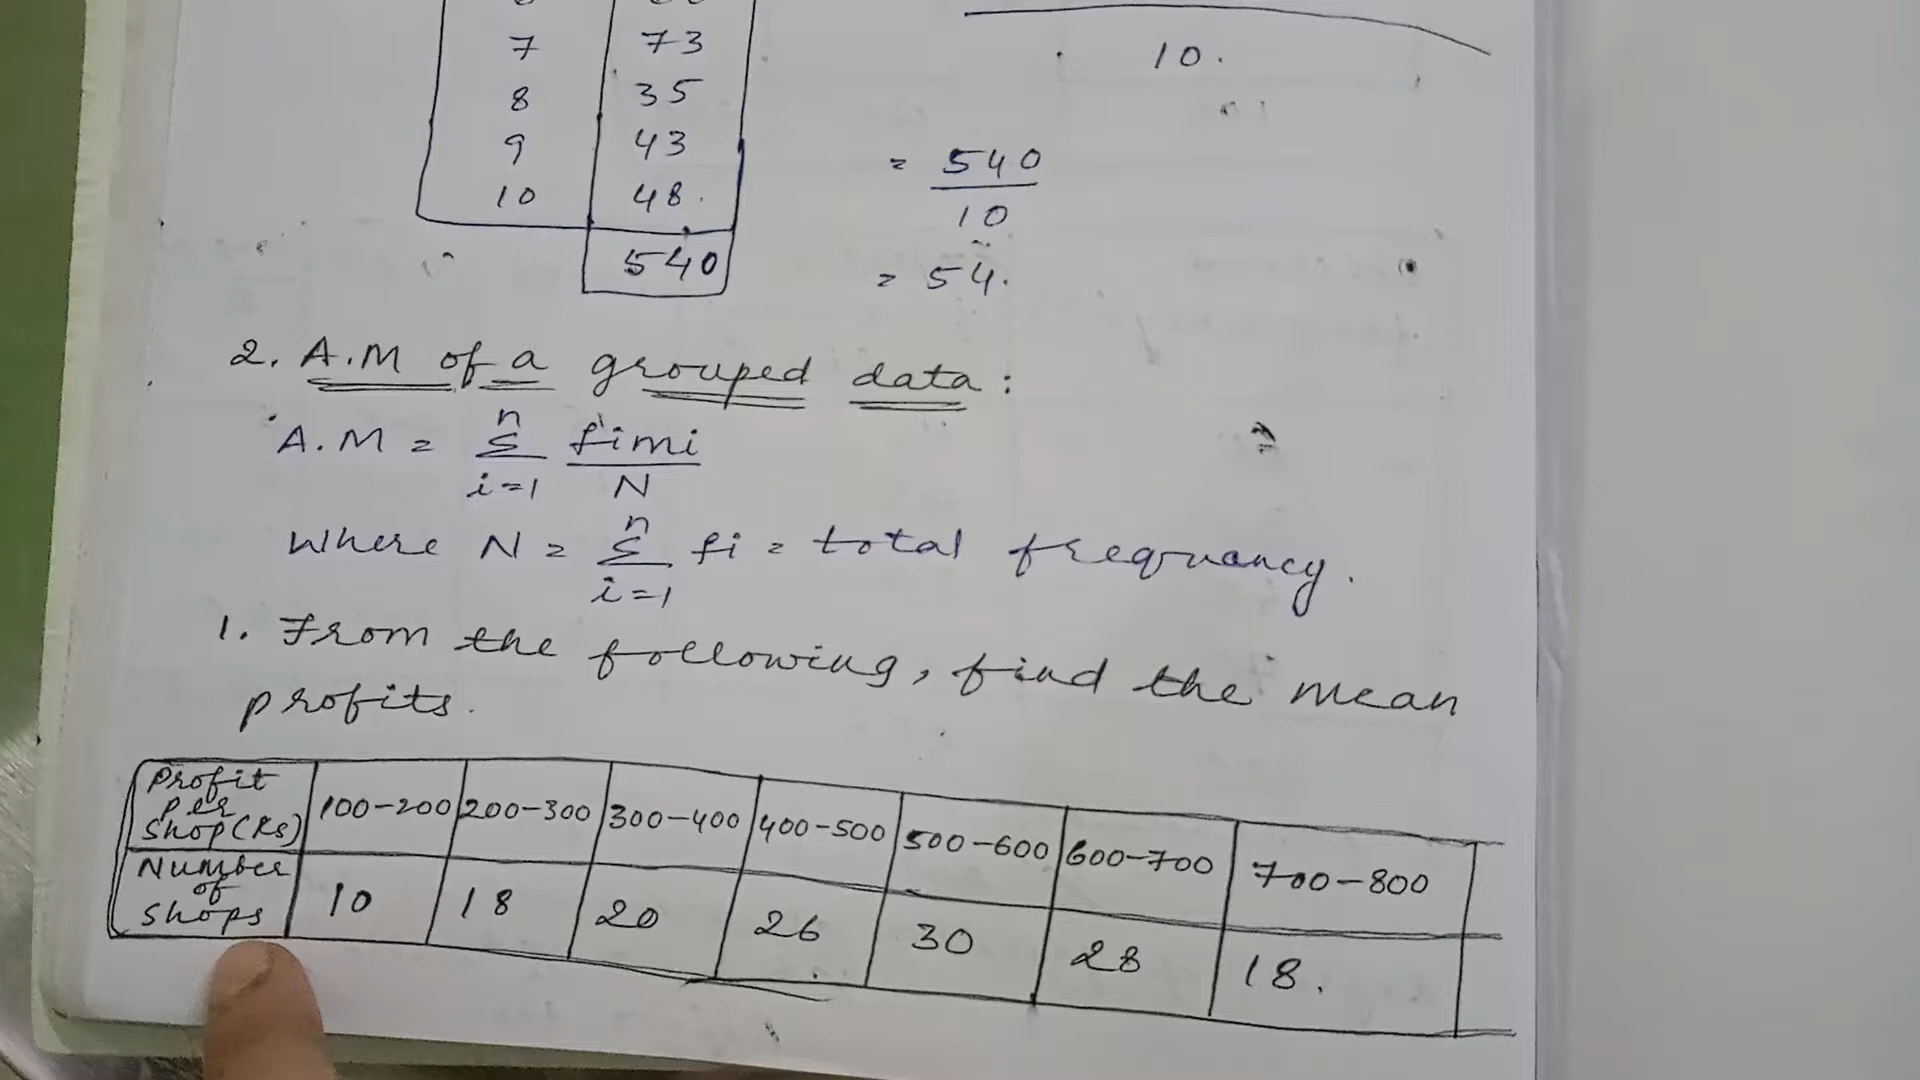 7 73
8 35
9 43
10 48.
540
10.
= 540
10
= 54.
2. A.M of a grouped data:
A.M = n Σ i=1 fimi
N
Where N = n Σ i=1 fi = total frequancy.
1. From the following, find the mean
profits.
Profit per Shop (Rs) 100-200 200-300 300-400 400-500 500-600 600-700 700-800
Number of Shops 10 18 20 26 30 28 18.